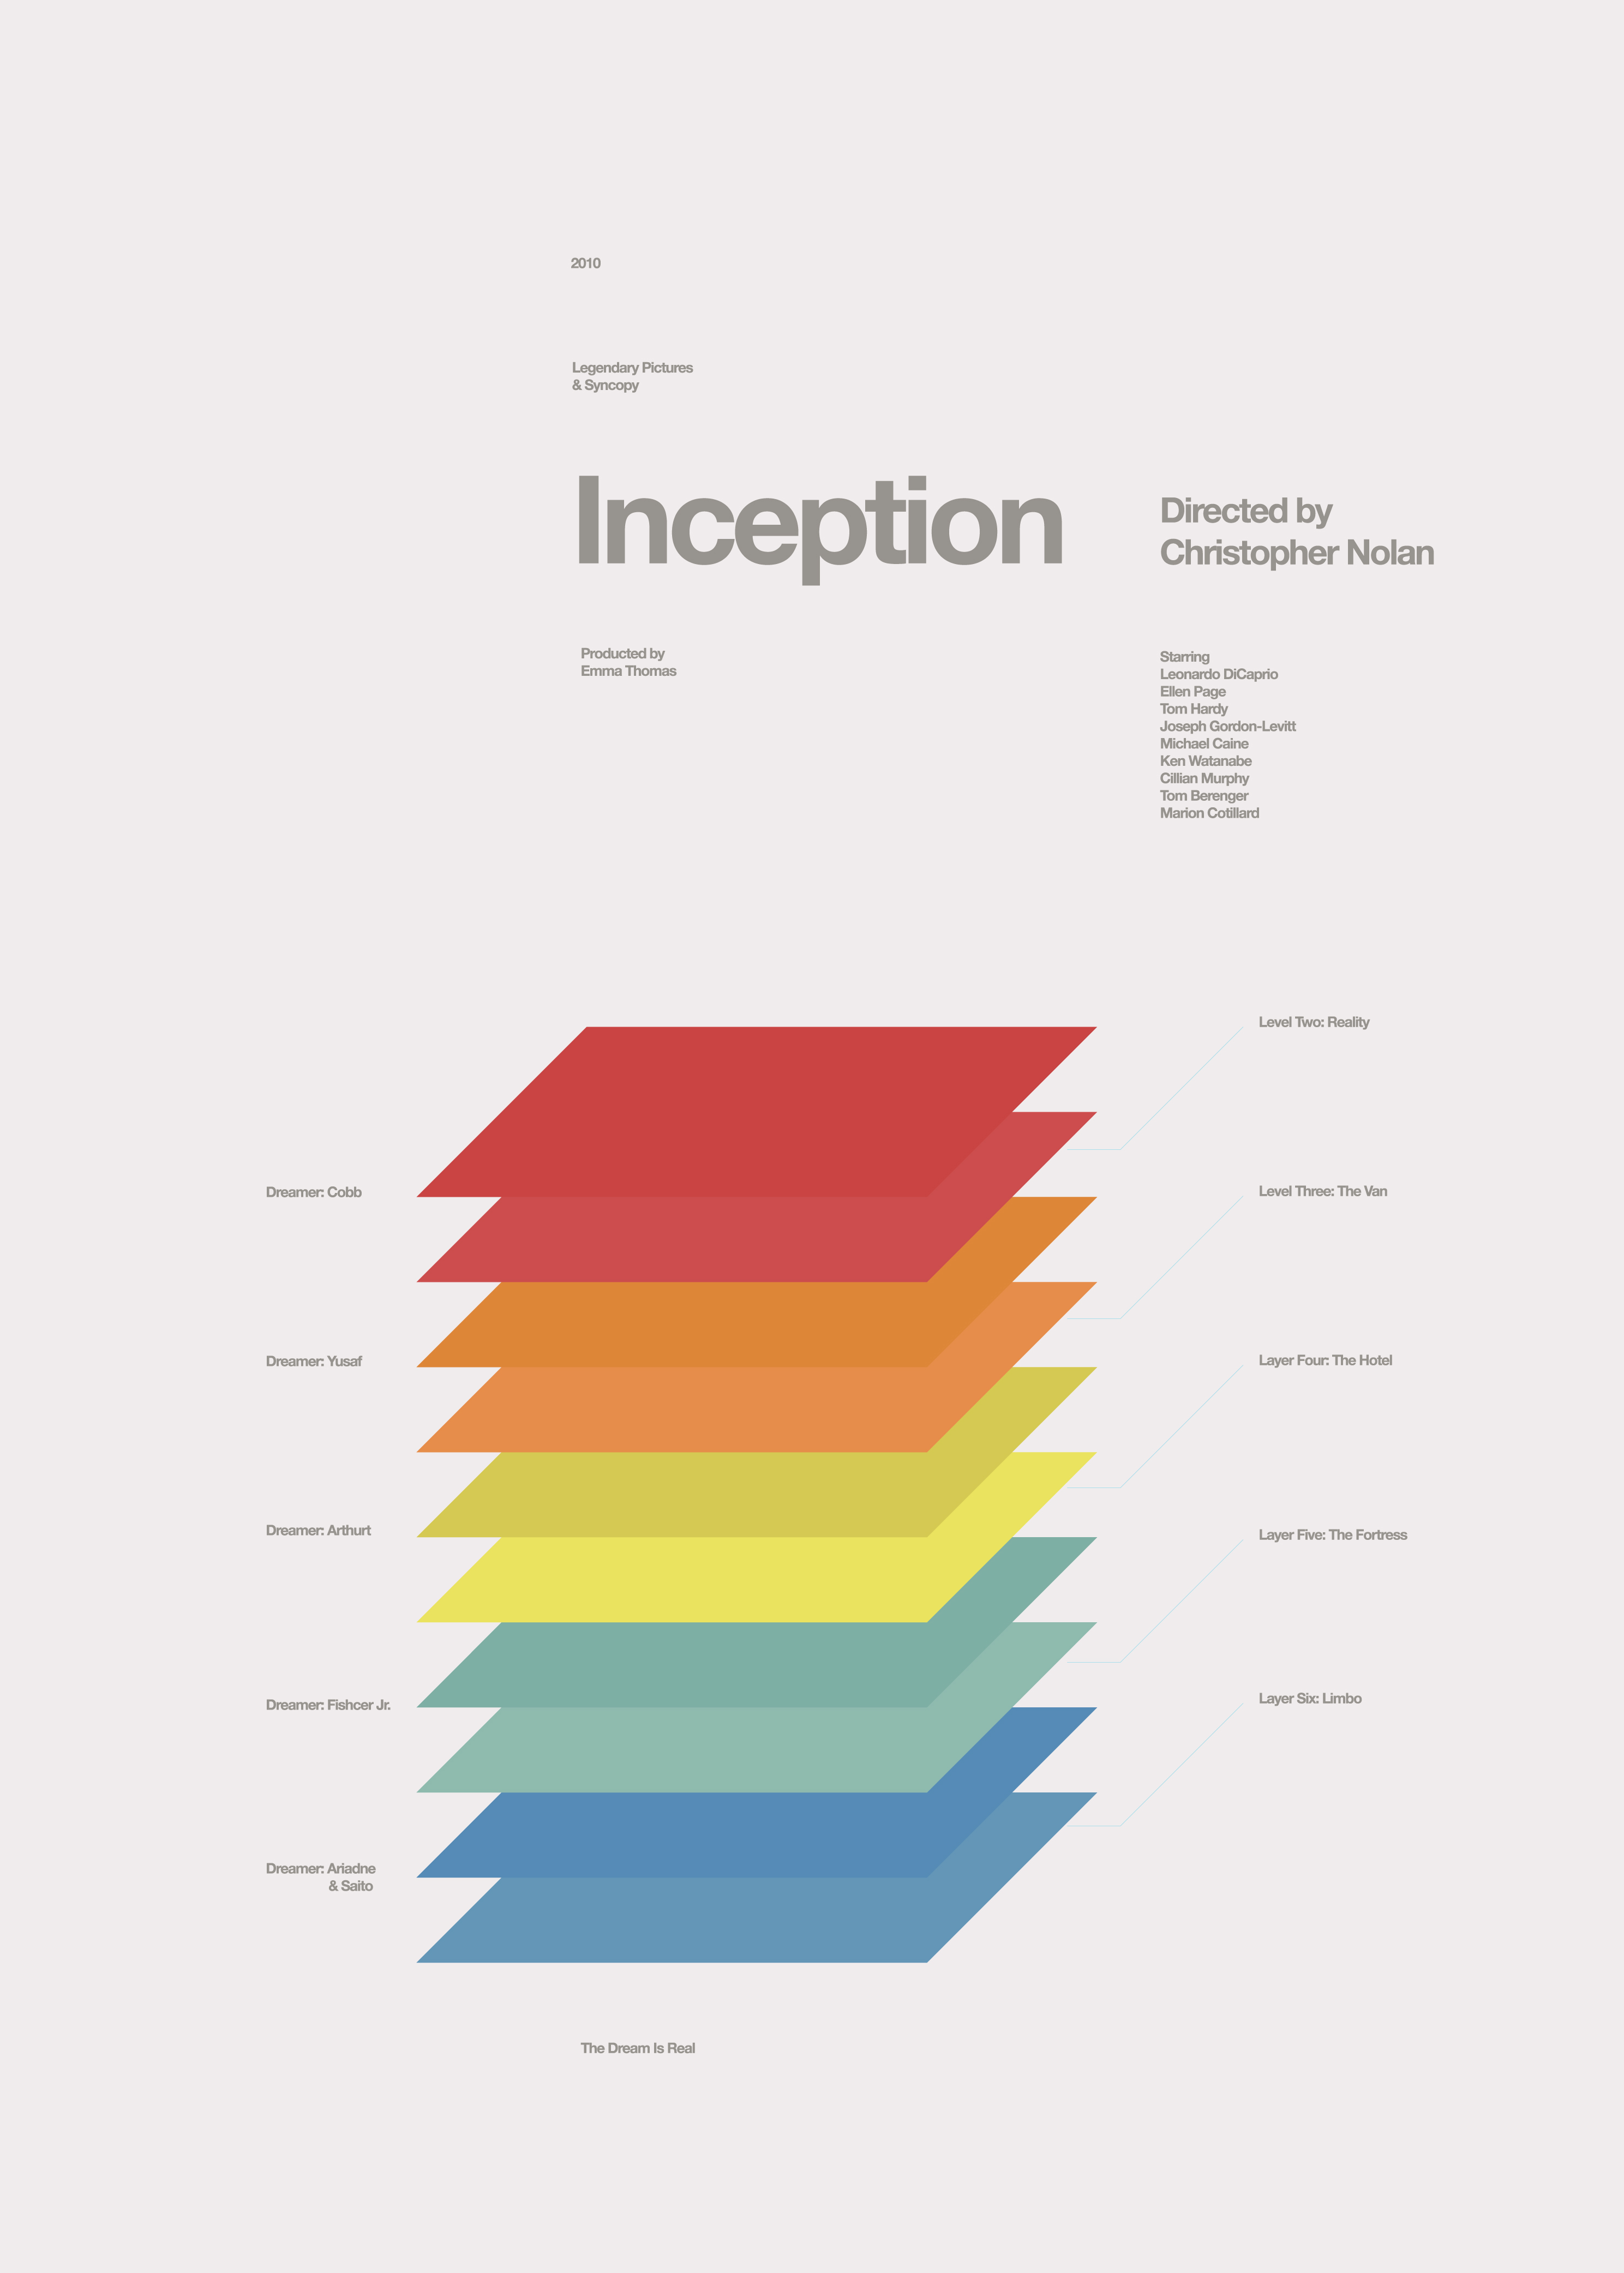 2010
Legendary Pictures
& Syncopy
Inception
Directed by
Christopher Nolan
Producted by
Emma Thomas
Starring
Leonardo DiCaprio
Ellen Page
Tom Hardy
Joseph Gordon-Levitt
Michael Caine
Ken Watanabe
Cillian Murphy
Tom Berenger
Marion Cotillard
Level Two: Reality
Dreamer: Cobb
Level Three: The Van
Dreamer: Yusaf
Layer Four: The Hotel
Dreamer: Arthurt
Layer Five: The Fortress
Dreamer: Fishcer Jr.
Layer Six: Limbo
Dreamer: Ariadne
& Saito
The Dream Is Real